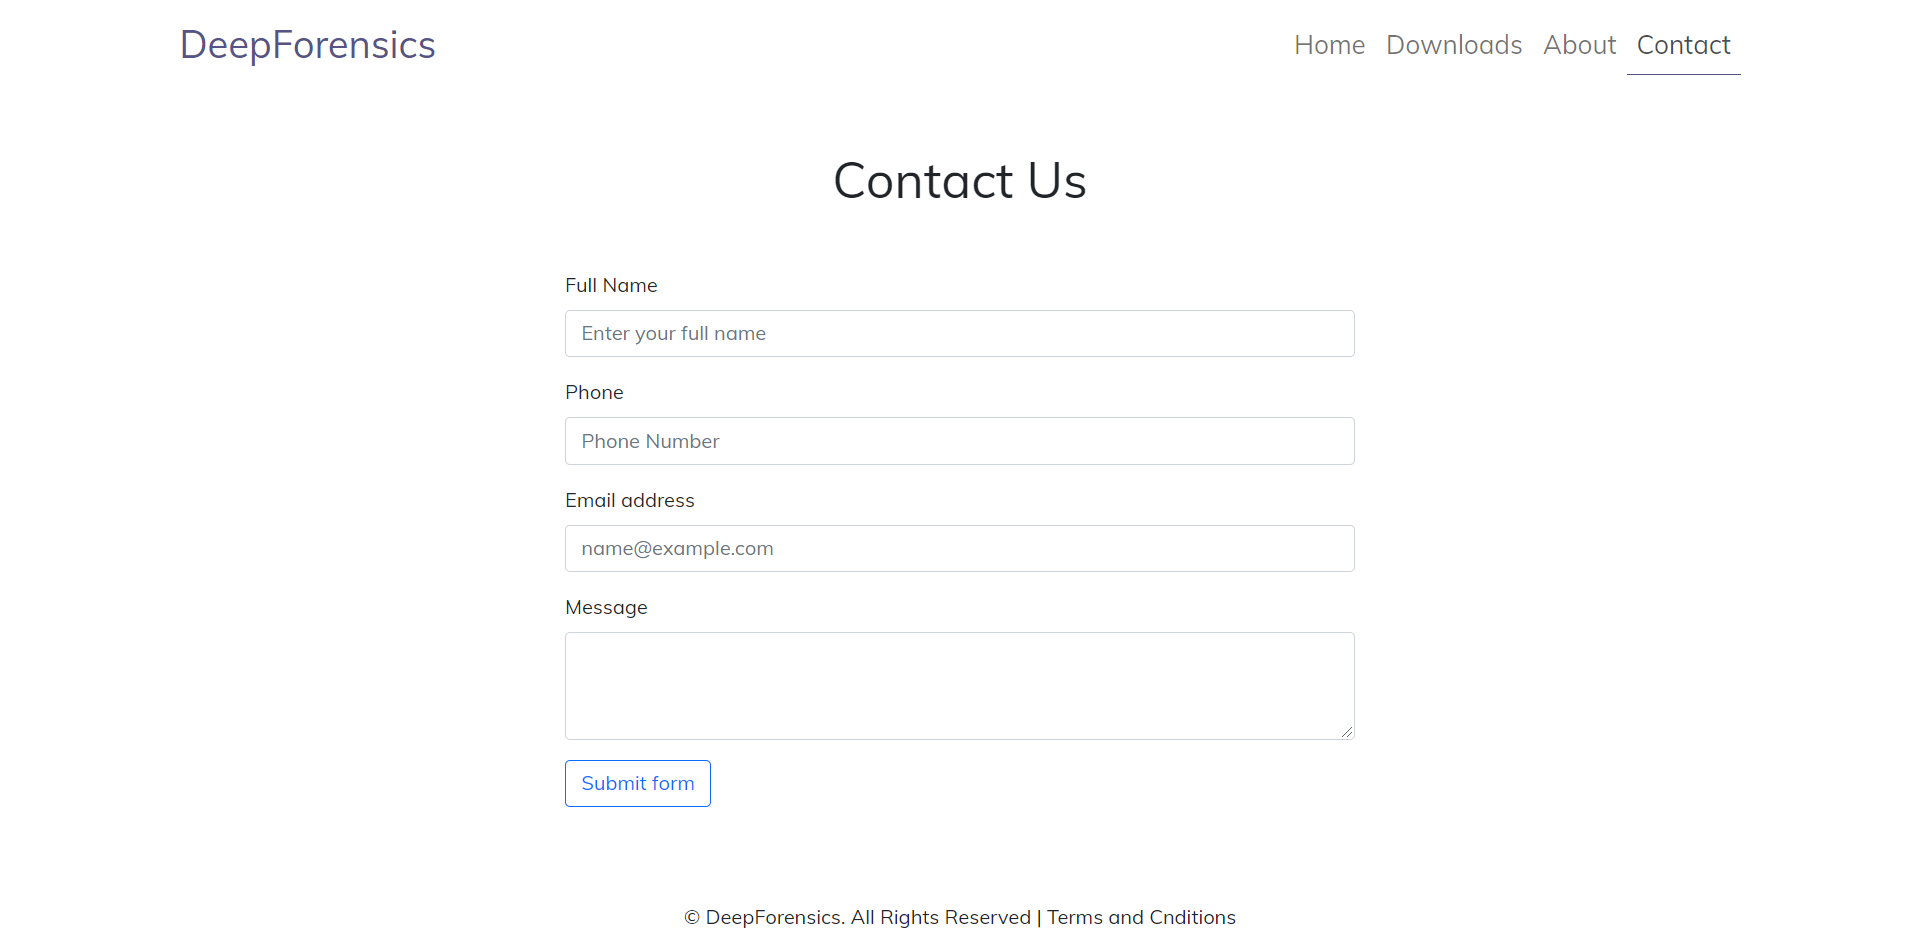 DeepForensics
Home Downloads About Contact
Contact Us
Full Name
Enter your full name
Phone
Phone Number
Email address
name@example.com
Message
Submit form
© DeepForensics. All Rights Reserved | Terms and Cnditions